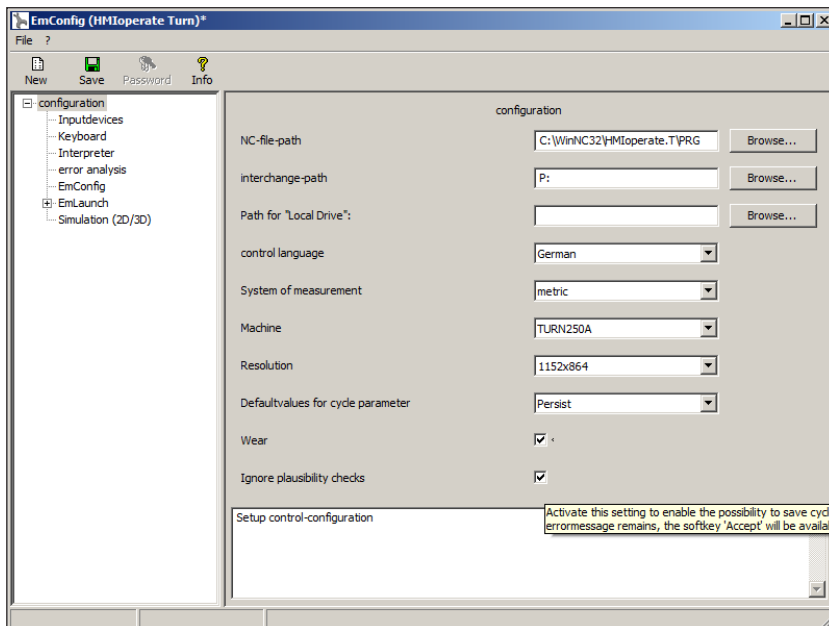 EmConfig (HMIoperate Turn)*
File ?
New Save Password Info
configuration
Inputdevices
Keyboard
Interpreter
error analysis
EmConfig
EmLaunch
Simulation (2D/3D)
configuration
NC-file-path C:\WinNC32\HMIoperate.T\PRG Browse...
interchange-path P: Browse...
Path for "Local Drive": Browse...
control language German
System of measurement metric
Machine TURN250A
Resolution 1152x864
Defaultvalues for cycle parameter Persist
Wear
Ignore plausibility checks
Setup control-configuration
Activate this setting to enable the possibility to save cycl
errormessage remains, the softkey 'Accept' will be availal